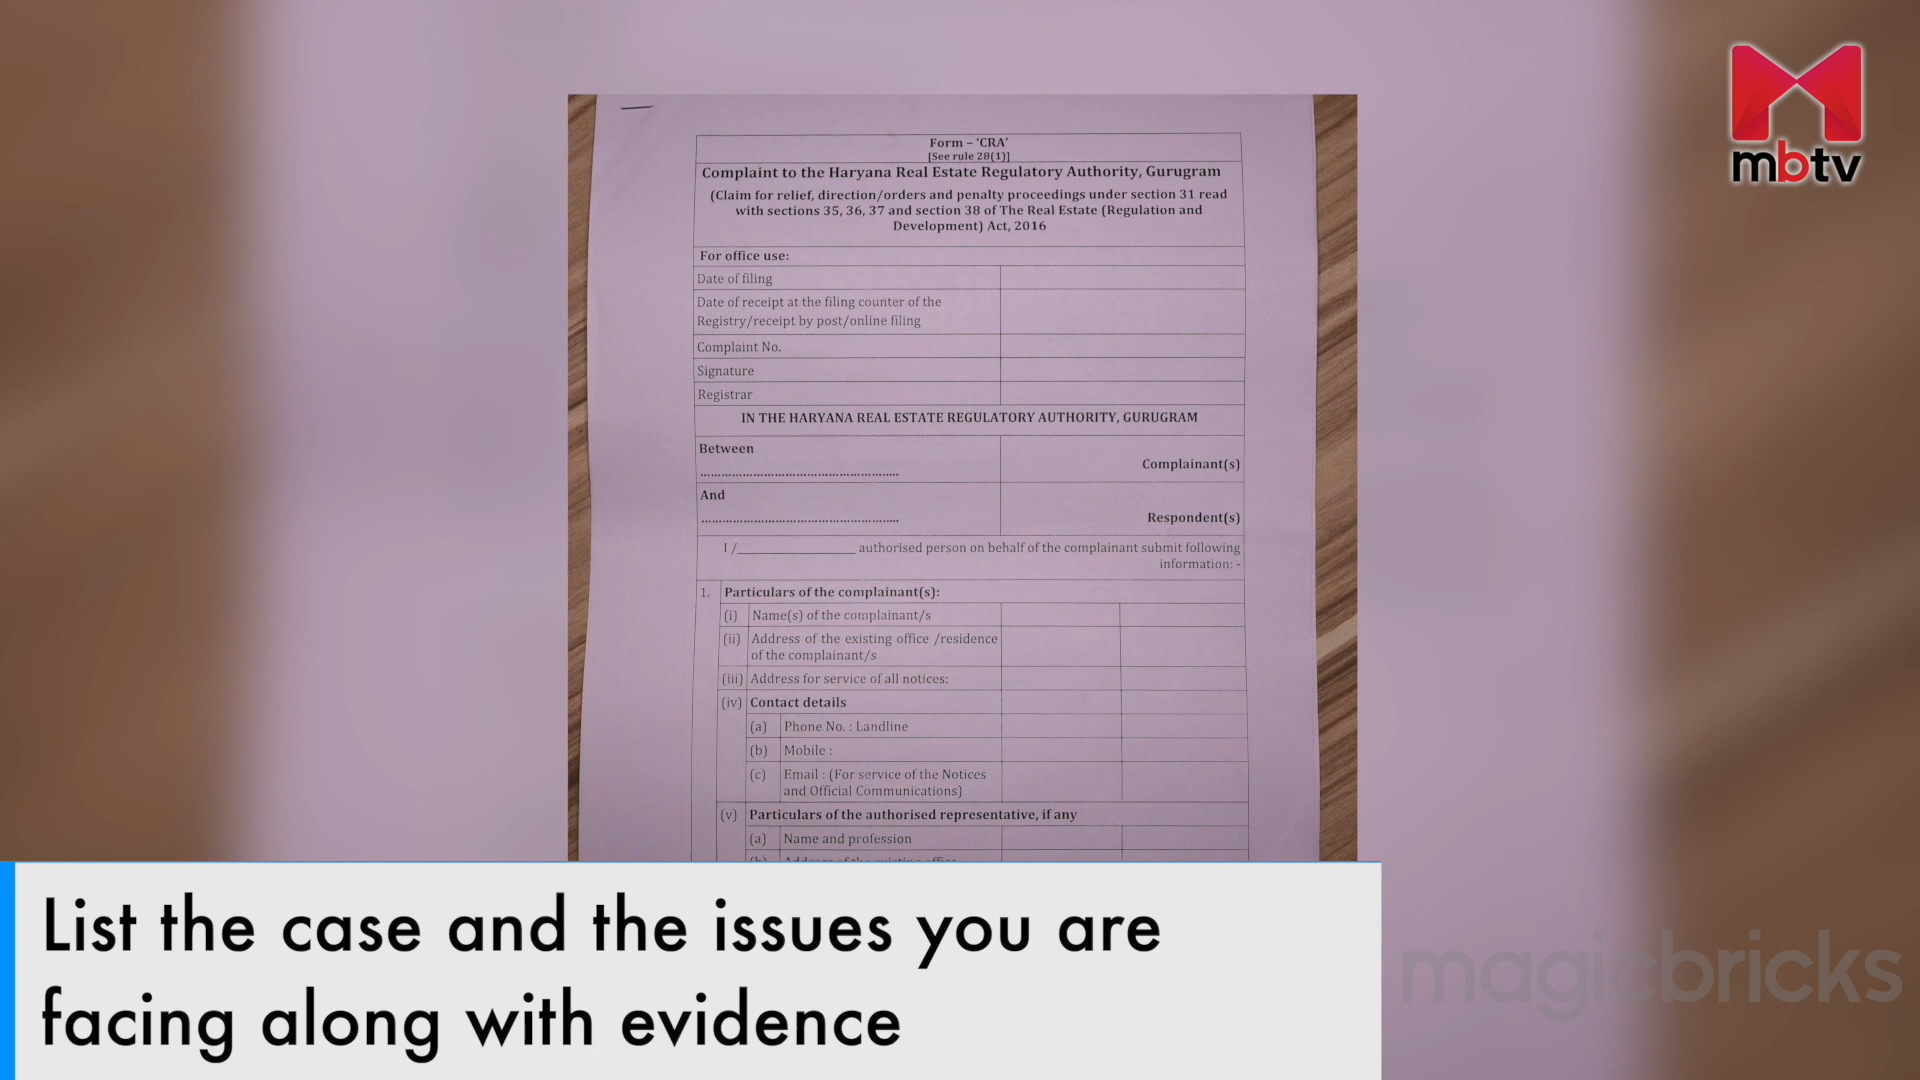 mbtv
Form – 'CRA'
[See rule 28(1)]
Complaint to the Haryana Real Estate Regulatory Authority, Gurugram
(Claim for relief, direction/orders and penalty proceedings under section 31 read
with sections 35, 36, 37 and section 38 of The Real Estate (Regulation and
Development) Act, 2016
For office use:
Date of filing
Date of receipt at the filing counter of the
Registry/receipt by post/online filing
Complaint No.
Signature
Registrar
IN THE HARYANA REAL ESTATE REGULATORY AUTHORITY, GURUGRAM
Between
Complainant(s)
And
Respondent(s)
I /________________ authorised person on behalf of the complainant submit following
information: -
1. Particulars of the complainant(s):
(i) Name(s) of the complainant/s
(ii) Address of the existing office /residence
of the complainant/s
(iii) Address for service of all notices:
(iv) Contact details
(a) Phone No. : Landline
(b) Mobile :
(c) Email : (For service of the Notices
and Official Communications)
(v) Particulars of the authorised representative, if any
(a) Name and profession
List the case and the issues you are
facing along with evidence
magicbricks